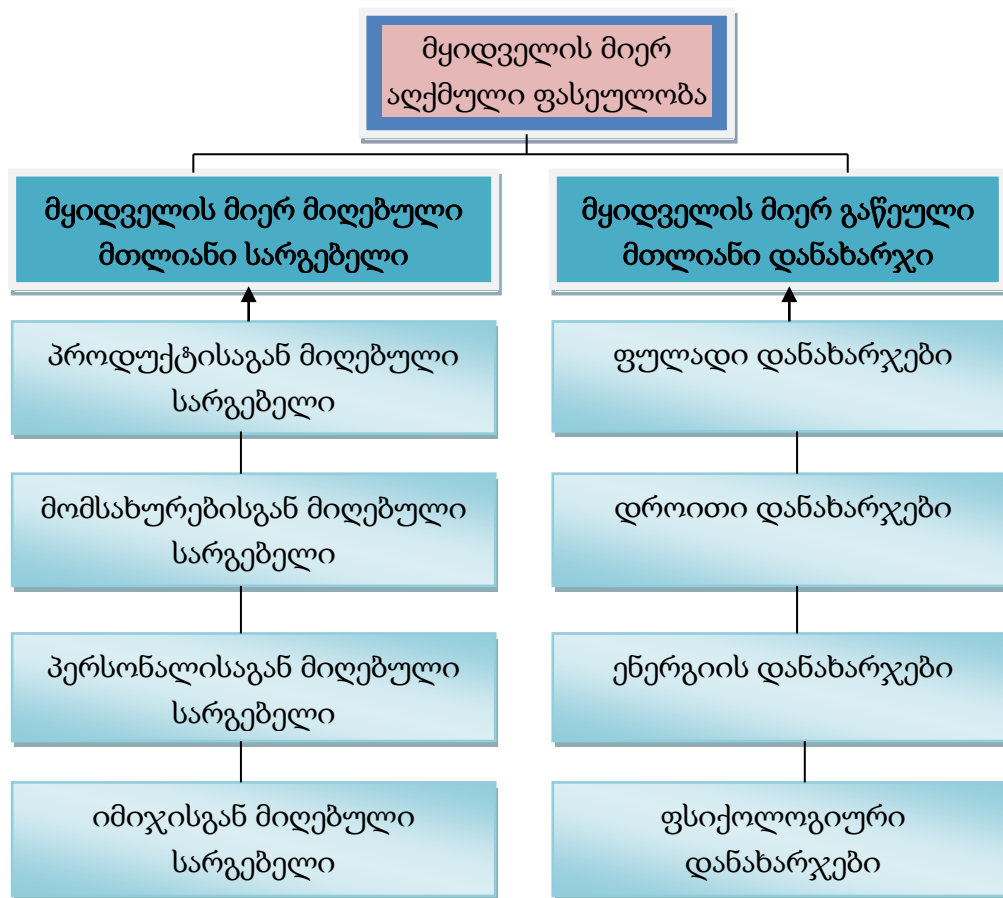 მყიდველის მიერ
აღქმული ფასეულობა
მყიდველის მიერ მიღებული
მთლიანი სარგებელი
მყიდველის მიერ გაწეული
მთლიანი დანახარჯი
პროდუქტისაგან მიღებული
სარგებელი
ფულადი დანახარჯები
მომსახურებისგან მიღებული
სარგებელი
დროითი დანახარჯები
პერსონალისაგან მიღებული
სარგებელი
ენერგიის დანახარჯები
იმიჯისგან მიღებული
სარგებელი
ფსიქოლოგიური
დანახარჯები